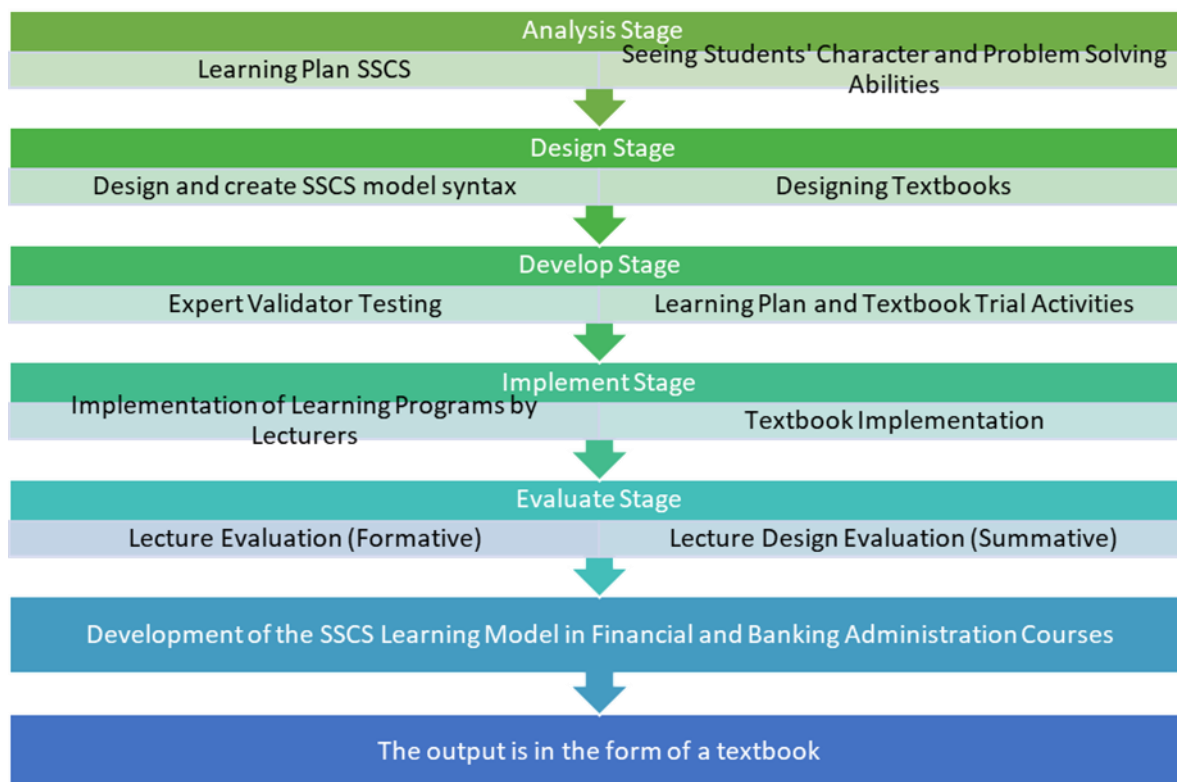 Analysis Stage
Learning Plan SSCS
Seeing Students' Character and Problem Solving
Abilities
Design Stage
Design and create SSCS model syntax
Designing Textbooks
Develop Stage
Expert Validator Testing
Learning Plan and Textbook Trial Activities
Implement Stage
Implementation of Learning Programs by
Lecturers
Textbook Implementation
Evaluate Stage
Lecture Evaluation (Formative)
Lecture Design Evaluation (Summative)
Development of the SSCS Learning Model in Financial and Banking Administration Courses
The output is in the form of a textbook